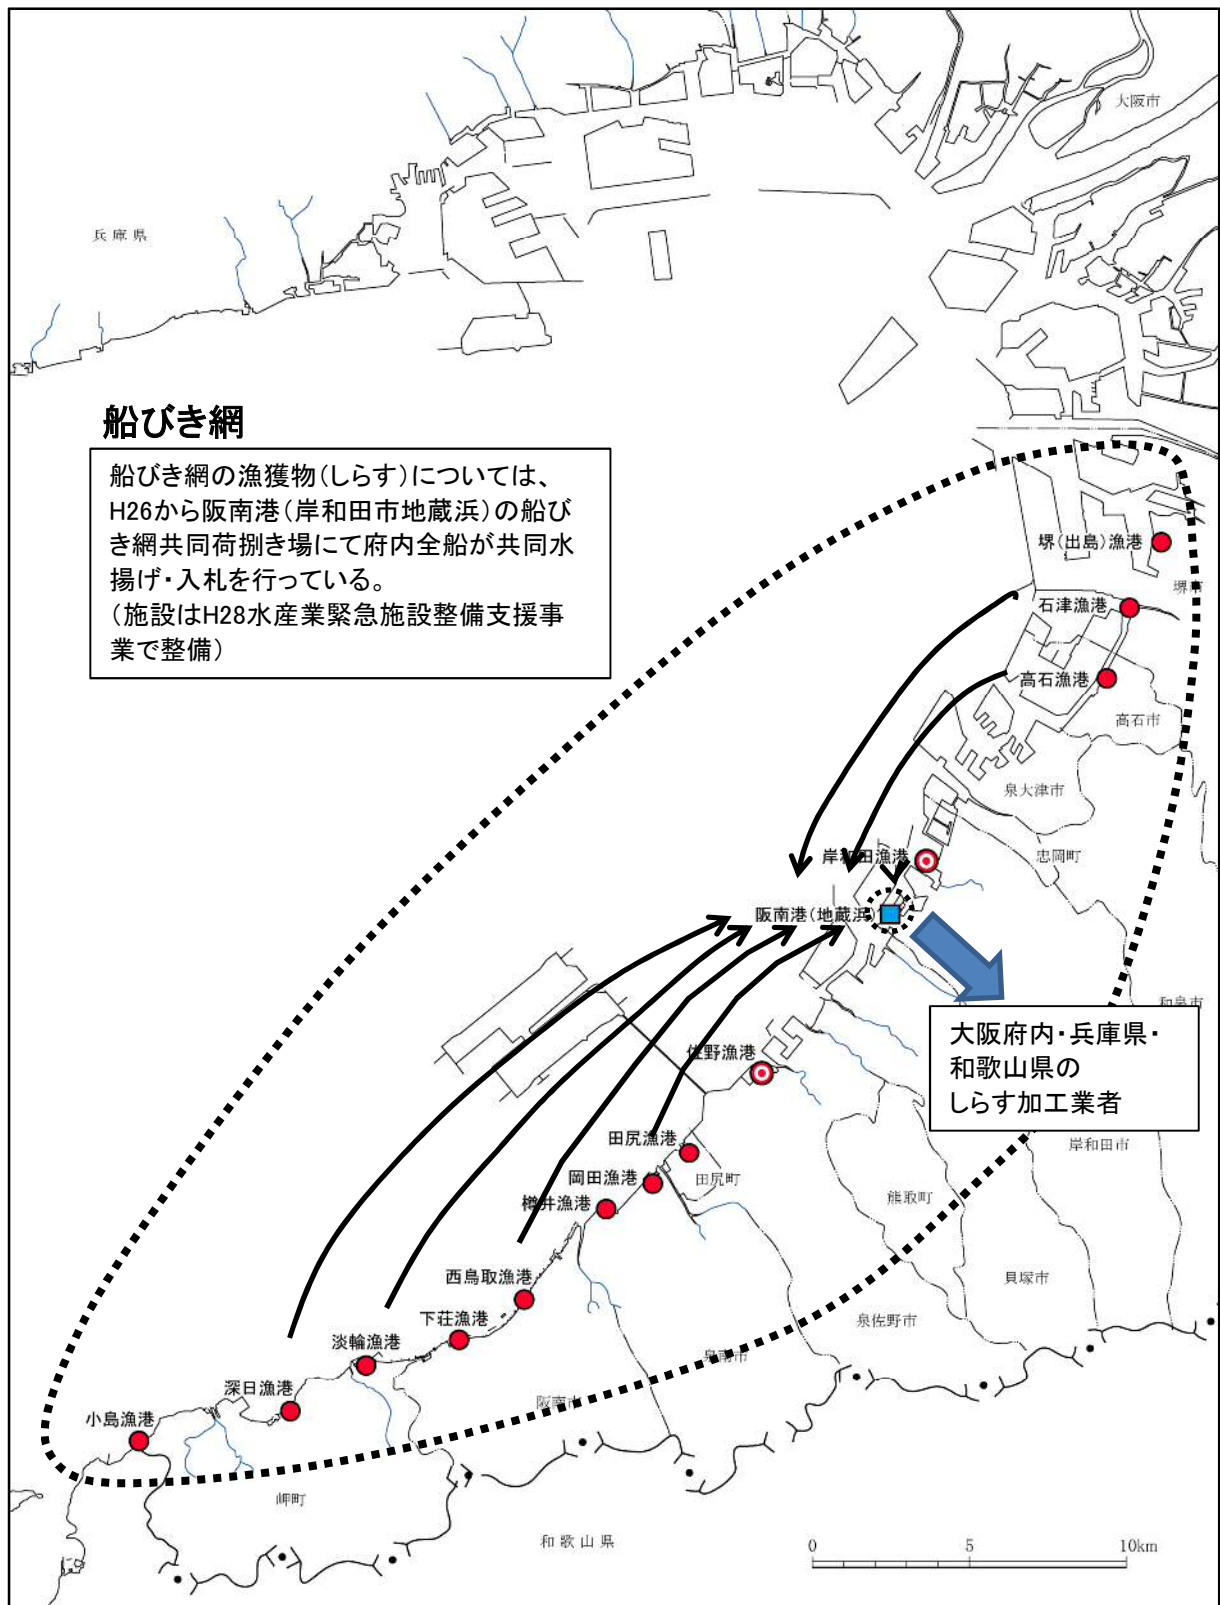 大阪市
兵庫県
船びき網
船びき網の漁獲物(しらす)については、
H26から阪南港(岸和田市地蔵浜)の船び
き網共同荷捌き場にて府内全船が共同水
揚げ・入札を行っている。
(施設はH28水産業緊急施設整備支援事
業で整備)
堺(出島)漁港
堺市
石津漁港
高石漁港
高石市
泉大津市
岸和田漁港
忠岡町
阪南港(地蔵浜)
和泉市
大阪府内・兵庫県・
和歌山県の
しらす加工業者
佐野漁港
田尻漁港
岸和田市
岡田漁港
田尻町
樽井漁港
熊取町
西鳥取漁港
貝塚市
下荘漁港
泉佐野市
淡輪漁港
泉南市
深日漁港
阪南市
小島漁港
岬町
和歌山県
0 5 10km